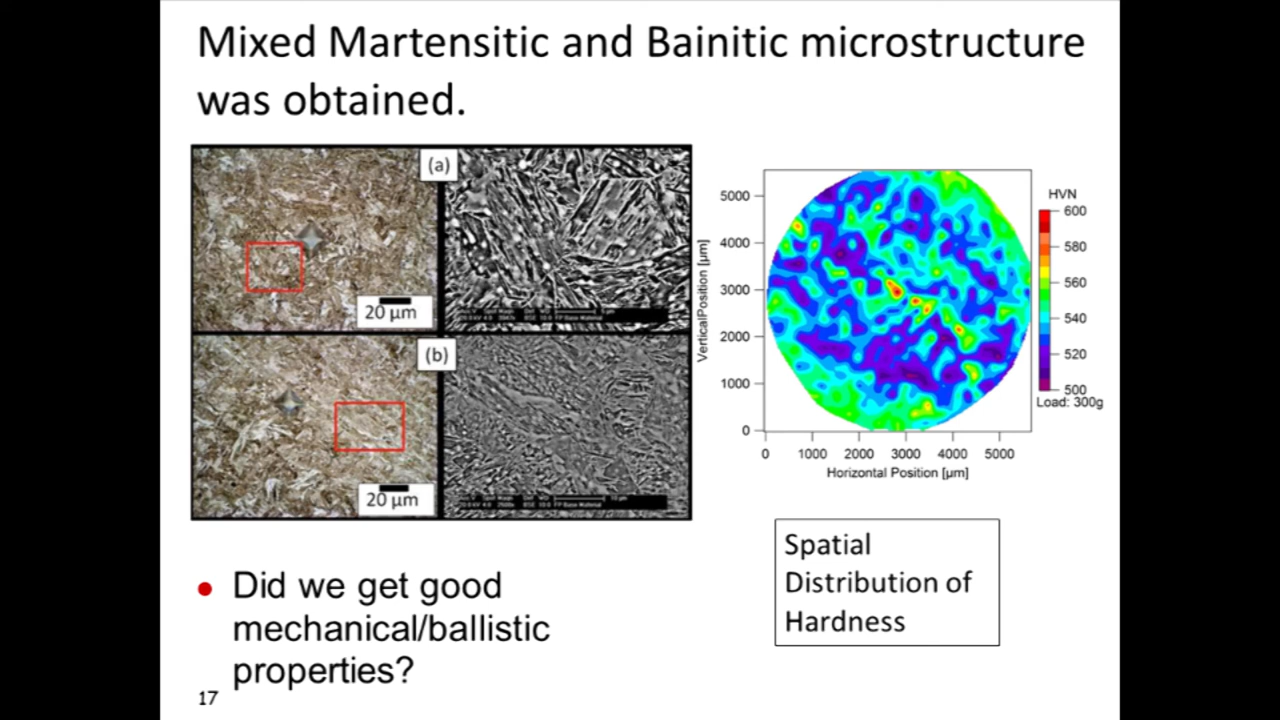 Mixed Martensitic and Bainitic microstructure
was obtained.
(a)
20 µm
(b)
20 µm
HVN
600
580
560
540
520
500
Load: 300g
VerticalPosition [µm]
5000
4000
3000
2000
1000
0
0 1000 2000 3000 4000 5000
Horizontal Position [µm]
Spatial
Distribution of
Hardness
• Did we get good
mechanical/ballistic
properties?
17